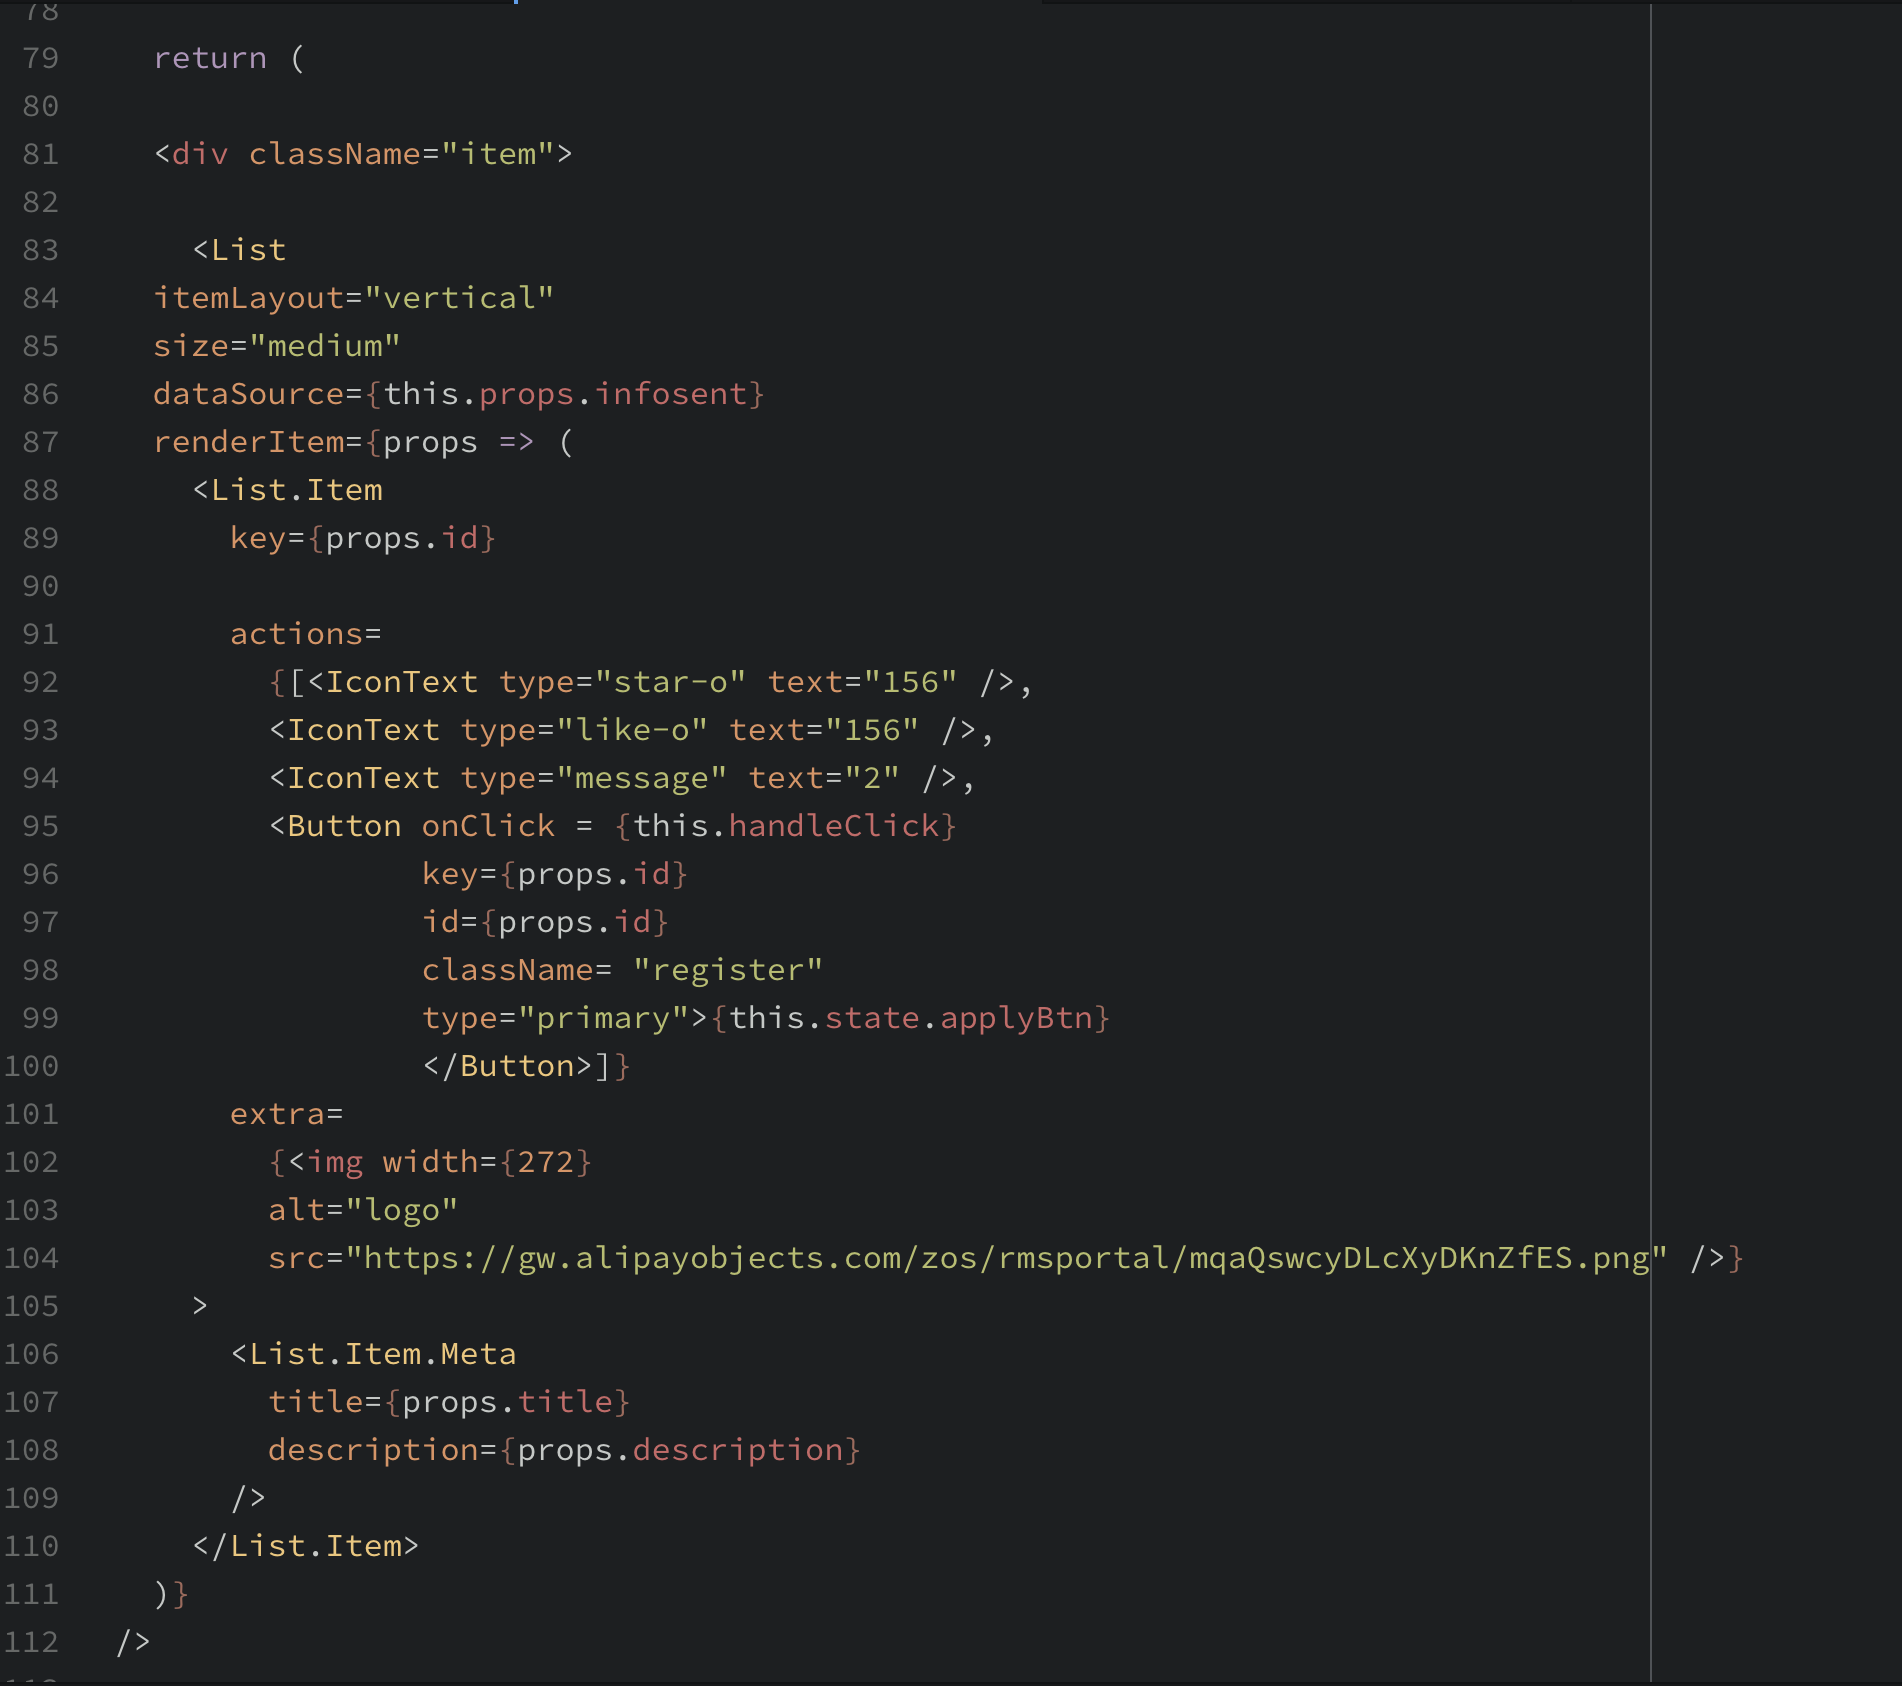 78
79 return (
80
81 <div className="item">
82
83 <List
84 itemLayout="vertical"
85 size="medium"
86 dataSource={this.props.infosent}
87 renderItem={props => (
88 <List.Item
89 key={props.id}
90
91 actions=
92 {[<IconText type="star-o" text="156" />,
93 <IconText type="like-o" text="156" />,
94 <IconText type="message" text="2" />,
95 <Button onClick = {this.handleClick}
96 key={props.id}
97 id={props.id}
98 className= "register"
99 type="primary">{this.state.applyBtn}
100 </Button>]}
101 extra=
102 {<img width={272}
103 alt="logo"
104 src="https://gw.alipayobjects.com/zos/rmsportal/mqaQswcyDLcXyDKnZfES.png" />}
105 >
106 <List.Item.Meta
107 title={props.title}
108 description={props.description}
109 />
110 </List.Item>
111 )}
112 />